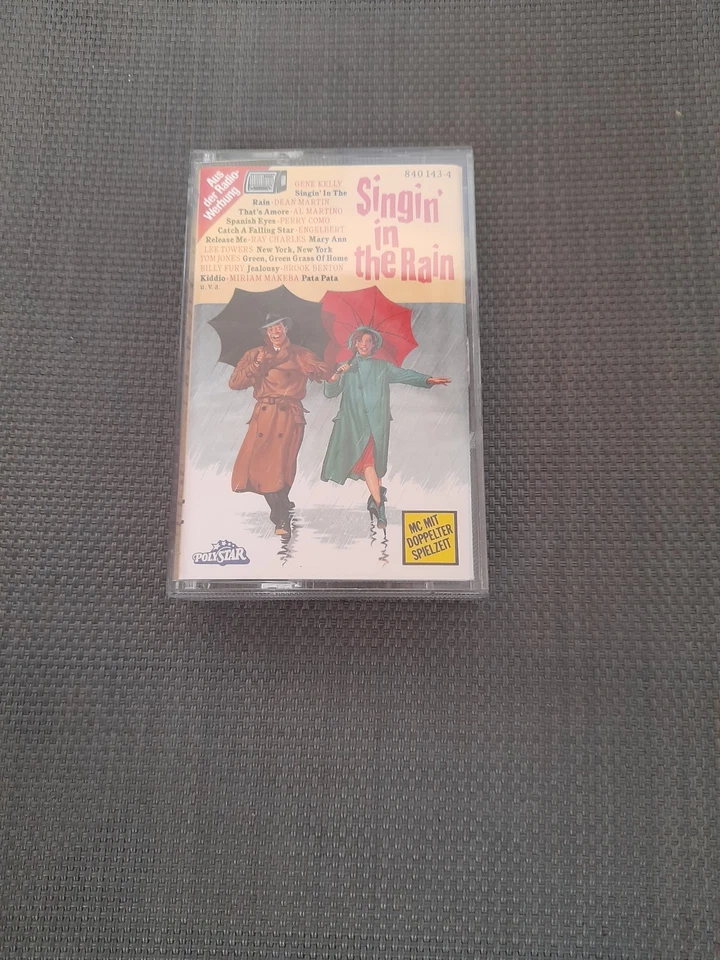 Aus
der Radio-
Werbung
840 143-4
GENE KELLY
Singin' In The
Rain · DEAN MARTIN
That's Amore · AL MARTINO
Spanish Eyes · PERRY COMO
Catch A Falling Star · ENGELBERT
Release Me · RAY CHARLES Mary Ann
LEE TOWERS New York, New York
TOM JONES Green, Green Grass Of Home
BILLY FURY Jealousy · BROOK BENTON
Kiddio · MIRIAM MAKEBA Pata Pata
u.v.a.
Singin'
in
the Rain
POLYSTAR
MC MIT
DOPPELTER
SPIELZEIT